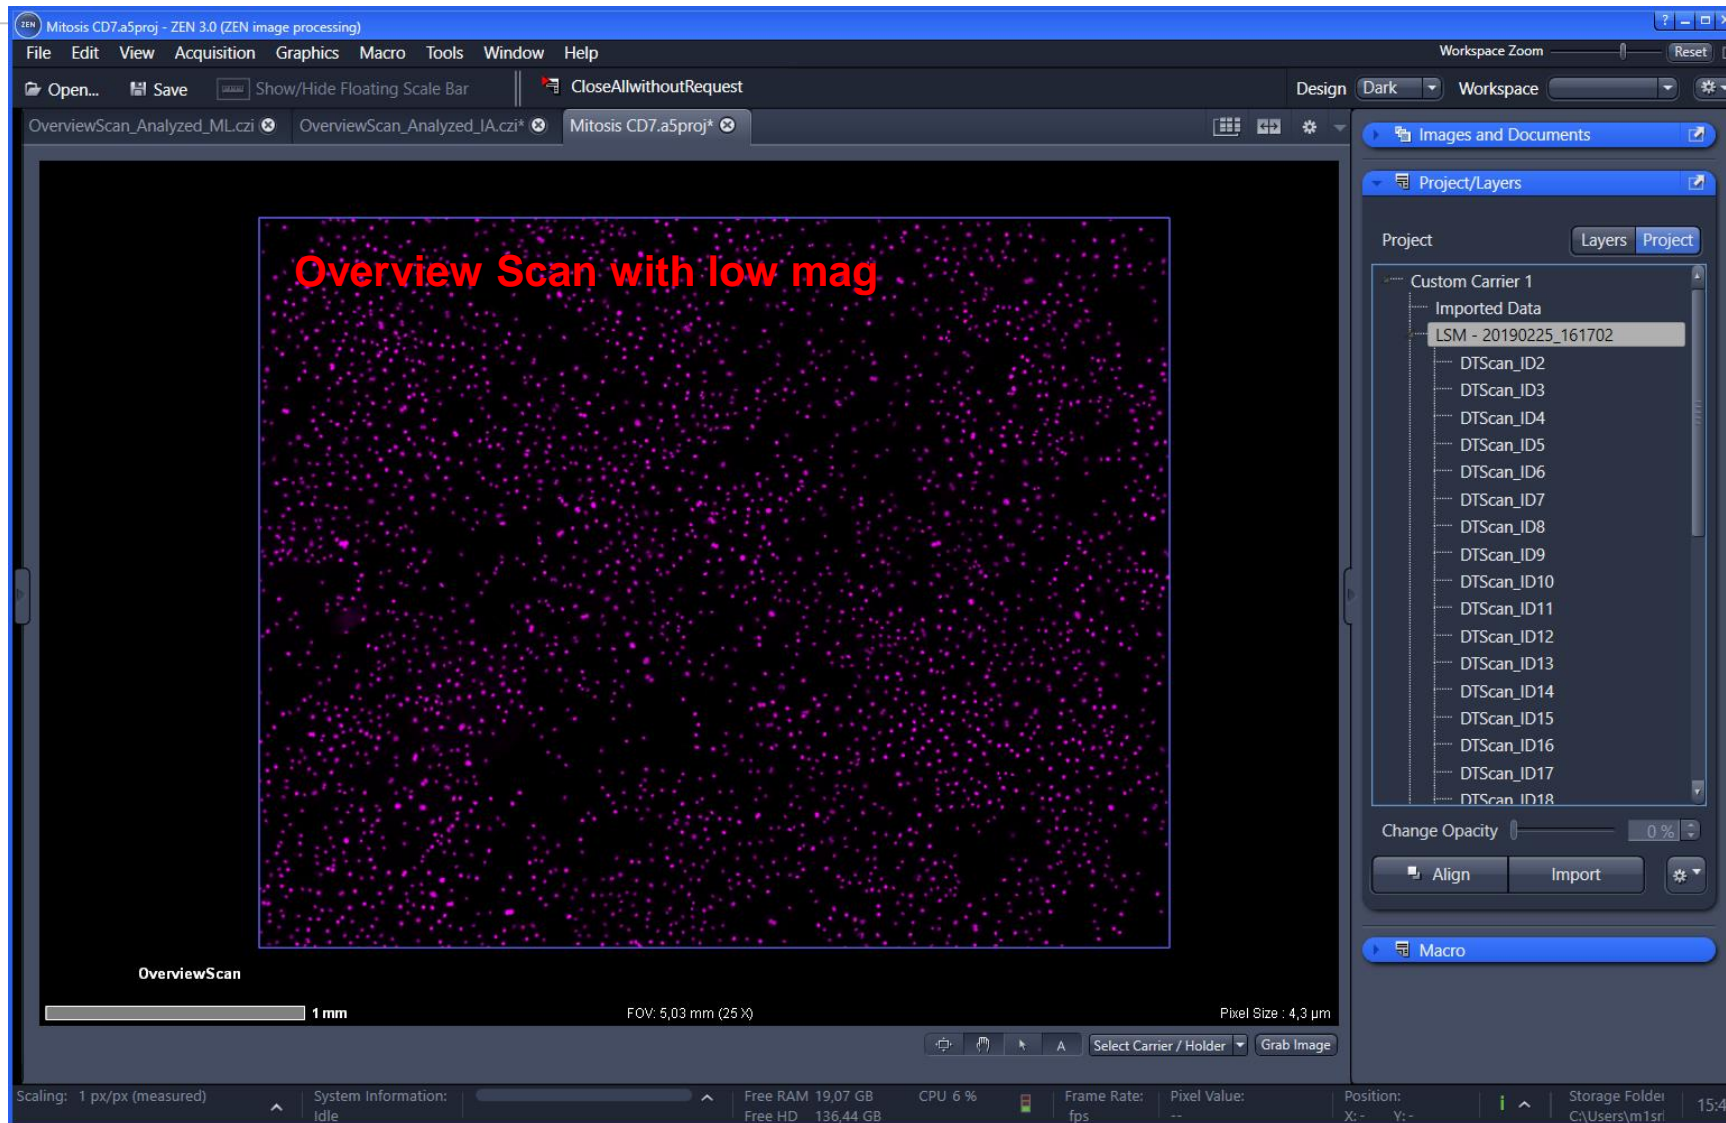 ZEN Mitosis CD7.a5proj - ZEN 3.0 (ZEN image processing)
File Edit View Acquisition Graphics Macro Tools Window Help
Workspace Zoom Reset
Open... Save Show/Hide Floating Scale Bar CloseAllwithoutRequest
Design Dark Workspace
OverviewScan_Analyzed_ML.czi OverviewScan_Analyzed_IA.czi* Mitosis CD7.a5proj*
Images and Documents
Project/Layers
Project Layers Project
Overview Scan with low mag
Custom Carrier 1
Imported Data
LSM - 20190225_161702
DTScan_ID2
DTScan_ID3
DTScan_ID4
DTScan_ID5
DTScan_ID6
DTScan_ID7
DTScan_ID8
DTScan_ID9
DTScan_ID10
DTScan_ID11
DTScan_ID12
DTScan_ID13
DTScan_ID14
DTScan_ID15
DTScan_ID16
DTScan_ID17
DTScan_ID18
Change Opacity 0 %
Align Import
Macro
OverviewScan
1 mm FOV: 5,03 mm (25 X) Pixel Size : 4,3 µm
A Select Carrier / Holder Grab Image
Scaling: 1 px/px (measured) System Information: Free RAM 19,07 GB CPU 6 % Frame Rate: Pixel Value: Position: i Storage Folder 15:4
Idle Free HD 136,44 GB fps -- X: - Y: - C:\Users\m1sr